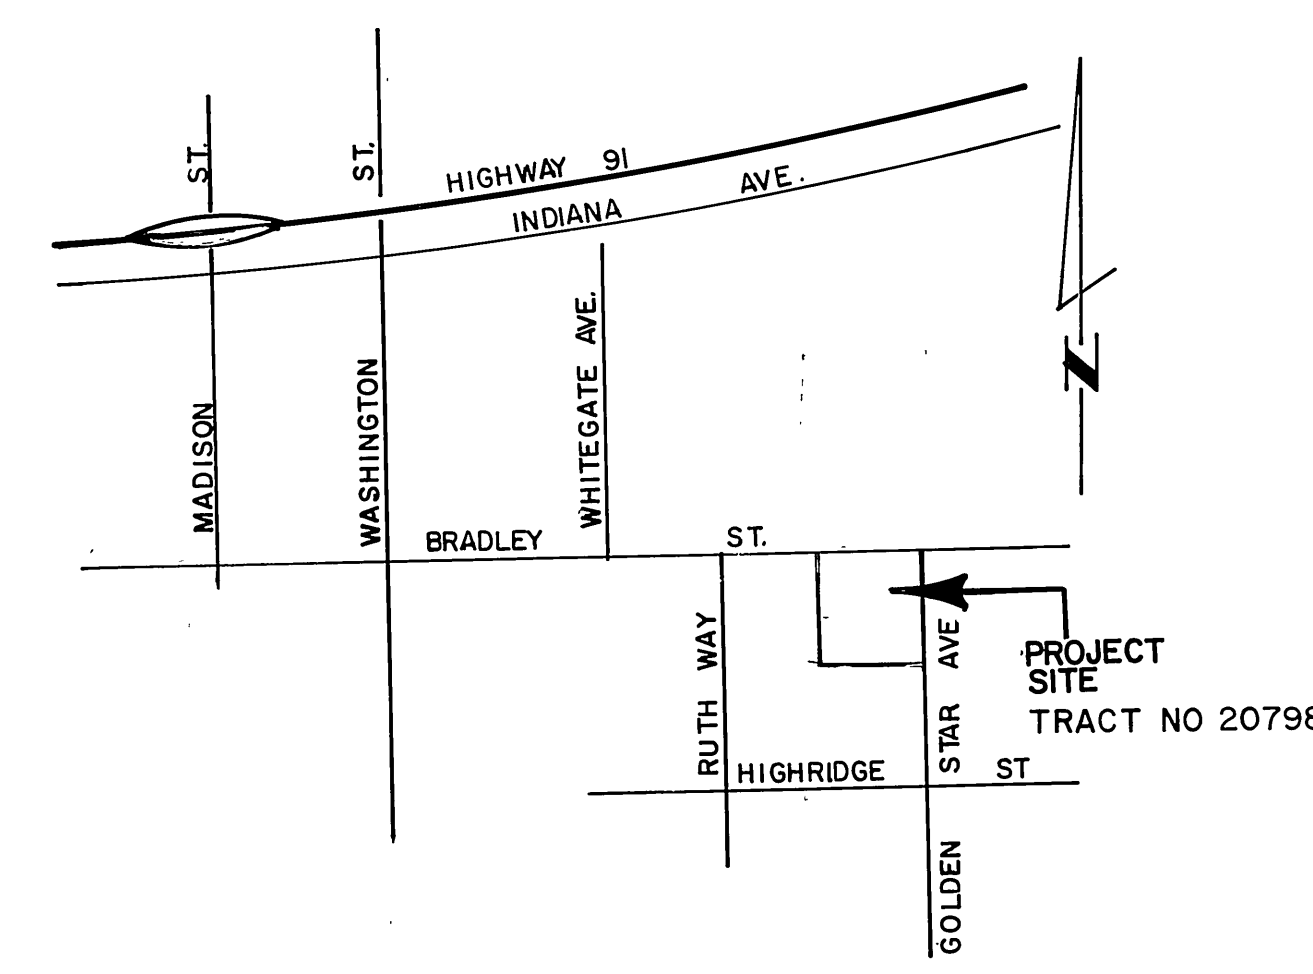 HIGHWAY 91
INDIANA AVE.
MADISON ST.
WASHINGTON ST.
WHITEGATE AVE.
N
BRADLEY ST.
RUTH WAY
GOLDEN STAR AVE
PROJECT
SITE
TRACT NO 20798
HIGHRIDGE ST